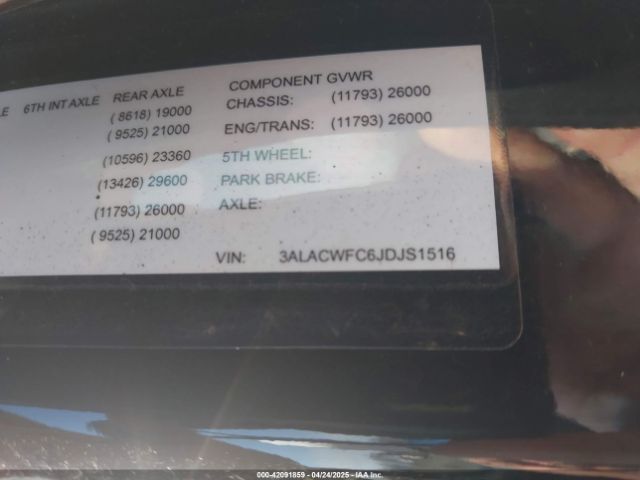 6TH INT AXLE REAR AXLE COMPONENT GVWR
( 8618) 19000 CHASSIS: (11793) 26000
( 9525) 21000 ENG/TRANS: (11793) 26000
(10596) 23360 5TH WHEEL:
(13426) 29600 PARK BRAKE:
(11793) 26000 AXLE:
( 9525) 21000
VIN: 3ALACWFC6JDJS1516
000-42091859 - 04/24/2025 - IAA Inc.